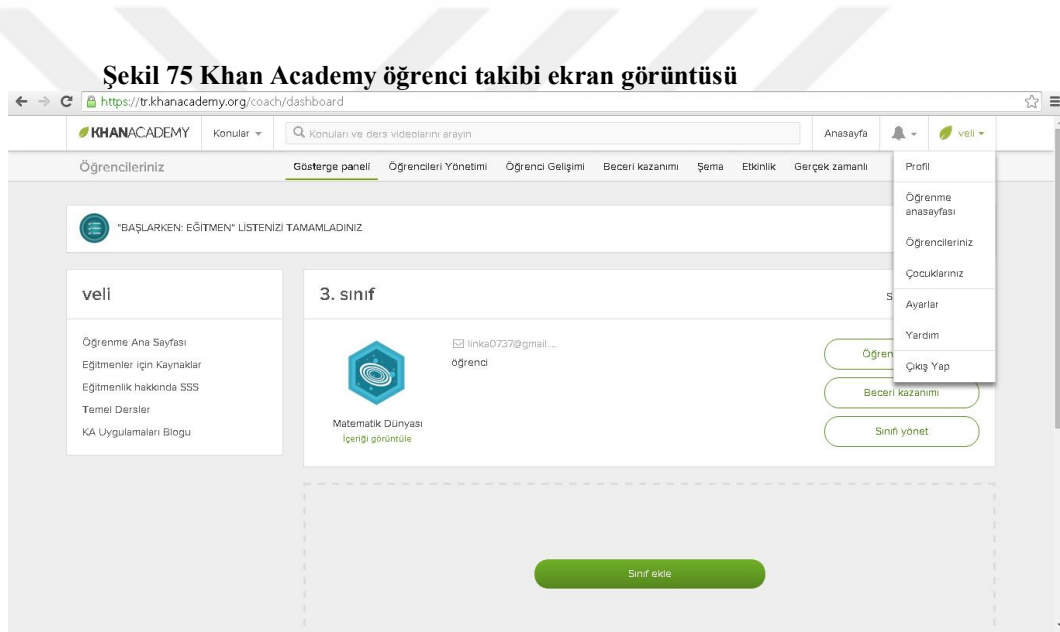 Şekil 75 Khan Academy öğrenci takibi ekran görüntüsü
https://tr.khanacademy.org/coach/dashboard
KHANACADEMY Konular Konuları ve ders videolarını arayın Anasayfa veli
Öğrencileriniz Gösterge paneli Öğrencileri Yönetimi Öğrenci Gelişimi Beceri kazanımı Şema Etkinlik Gerçek zamanlı
Profil
Öğrenme
anasayfası
Öğrencileriniz
Çocuklarınız
Ayarlar
Yardım
Çıkış Yap
"BAŞLARKEN: EĞİTMEN" LİSTENİZİ TAMAMLADINIZ
veli
Öğrenme Ana Sayfası
Eğitmenler için Kaynaklar
Eğitmenlik hakkında SSS
Temel Dersler
KA Uygulamaları Blogu
3. sınıf
linka0737@gmail....
öğrenci
Matematik Dünyası
İçeriği görüntüle
Beceri kazanımı
Sınıfı yönet
Sınıf ekle